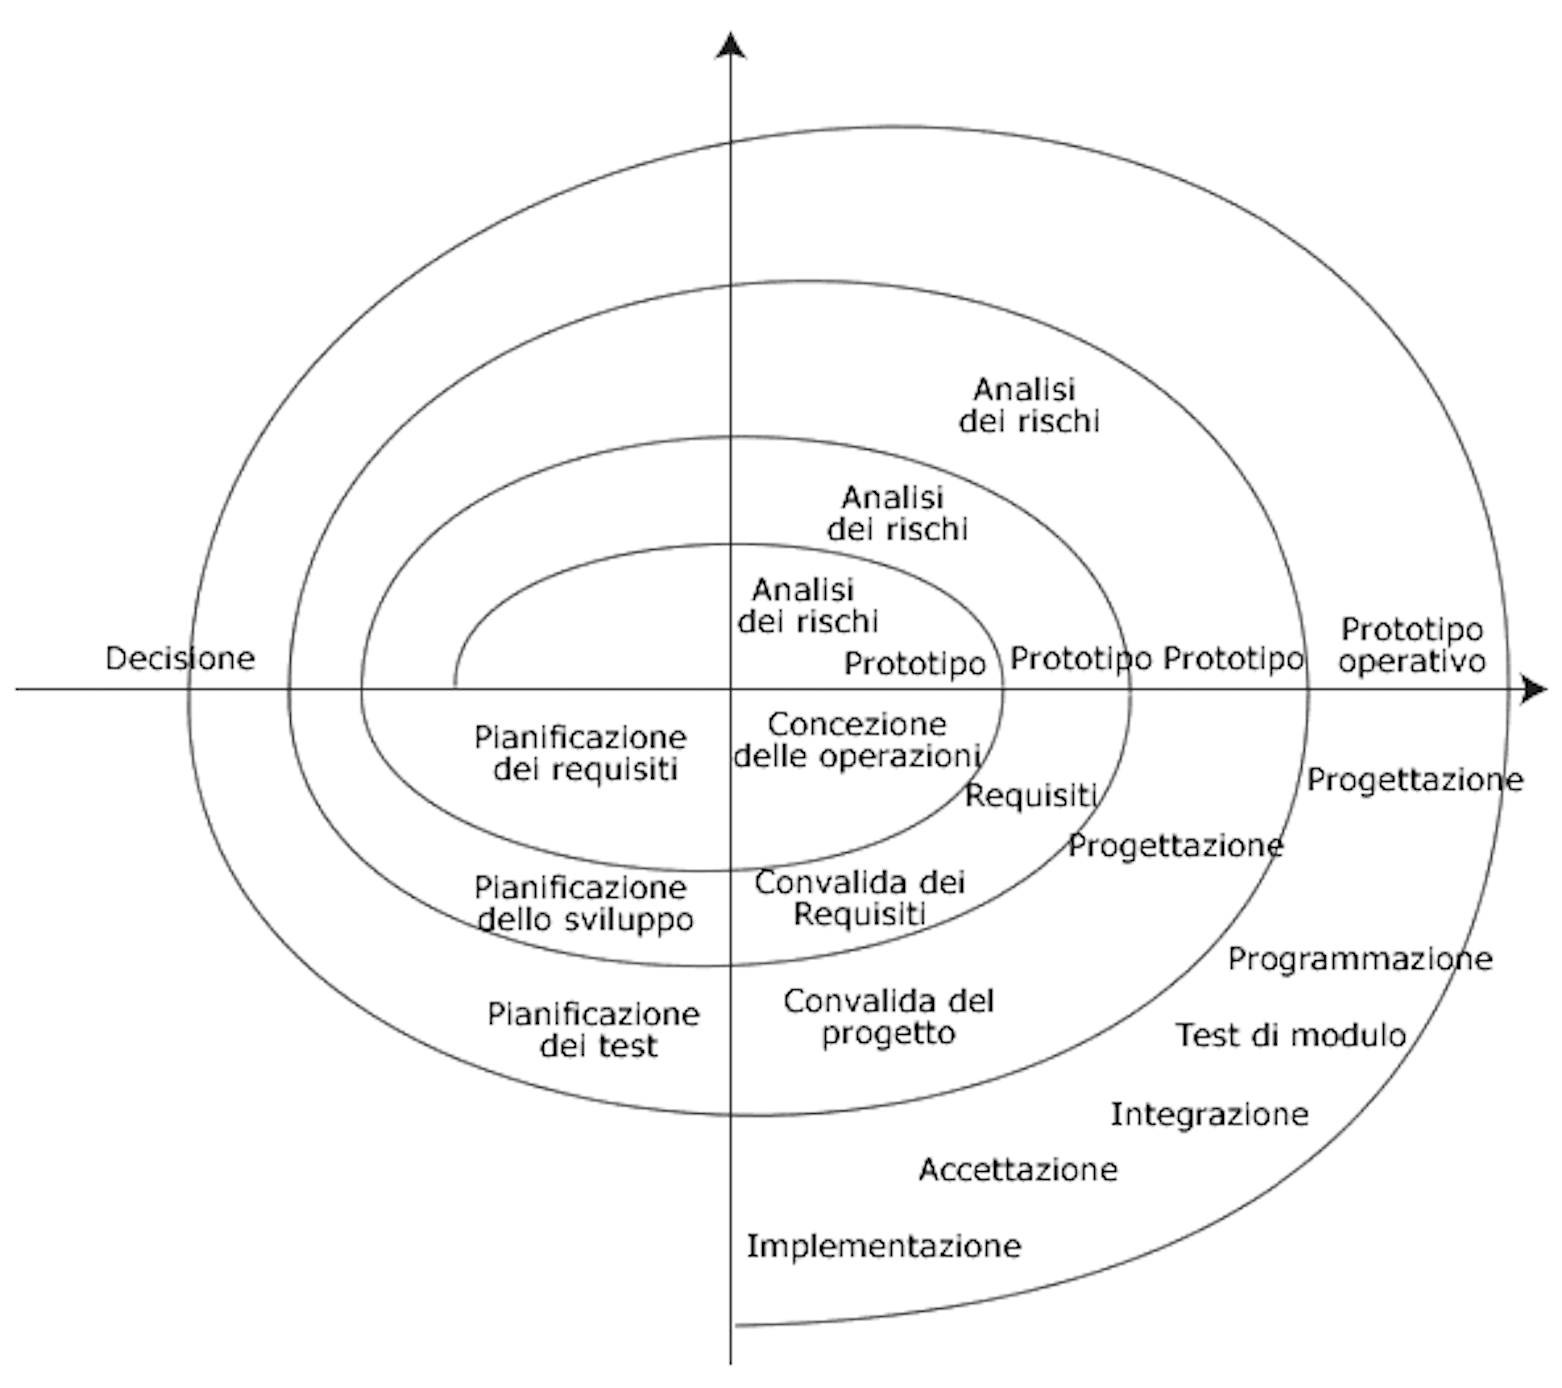 Analisi
dei rischi
Analisi
dei rischi
Analisi
dei rischi
Decisione
Prototipo
Prototipo
Prototipo
Prototipo
operativo
Pianificazione
dei requisiti
Concezione
delle operazioni
Requisiti
Progettazione
Progettazione
Pianificazione
dello sviluppo
Convalida dei
Requisiti
Programmazione
Pianificazione
dei test
Convalida del
progetto
Test di modulo
Integrazione
Accettazione
Implementazione